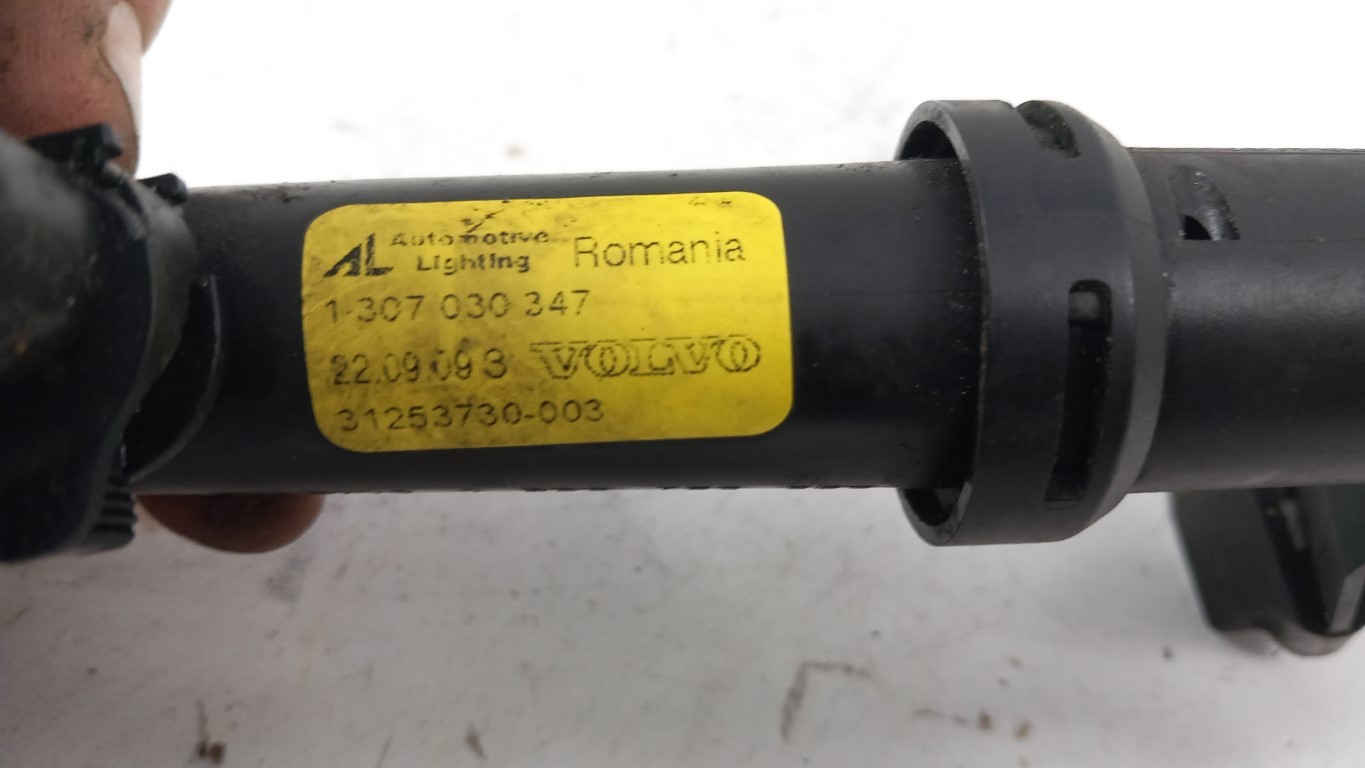 AL Automotive Lighting Romania
1 307 030 347
22.09.09 3 VOLVO
31253730-003